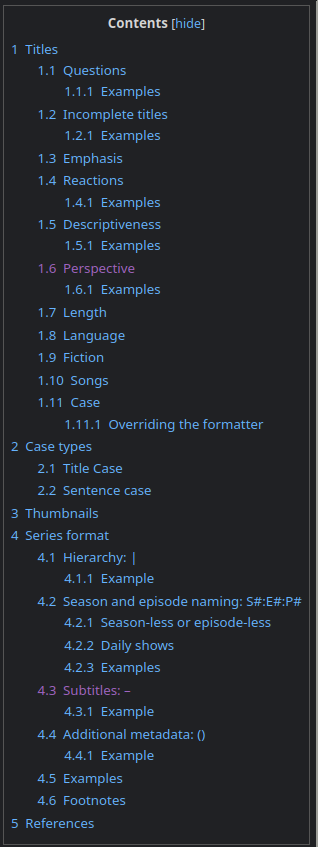 Contents [hide]
1 Titles
1.1 Questions
1.1.1 Examples
1.2 Incomplete titles
1.2.1 Examples
1.3 Emphasis
1.4 Reactions
1.4.1 Examples
1.5 Descriptiveness
1.5.1 Examples
1.6 Perspective
1.6.1 Examples
1.7 Length
1.8 Language
1.9 Fiction
1.10 Songs
1.11 Case
1.11.1 Overriding the formatter
2 Case types
2.1 Title Case
2.2 Sentence case
3 Thumbnails
4 Series format
4.1 Hierarchy: |
4.1.1 Example
4.2 Season and episode naming: S#:E#:P#
4.2.1 Season-less or episode-less
4.2.2 Daily shows
4.2.3 Examples
4.3 Subtitles: –
4.3.1 Example
4.4 Additional metadata: ()
4.4.1 Example
4.5 Examples
4.6 Footnotes
5 References